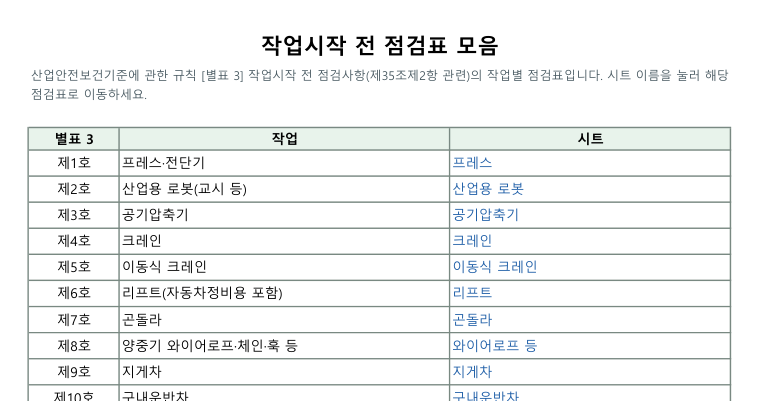 작업시작 전 점검표 모음
산업안전보건기준에 관한 규칙 [별표 3] 작업시작 전 점검사항(제35조제2항 관련)의 작업별 점검표입니다. 시트 이름을 눌러 해당
점검표로 이동하세요.
별표 3 작업 시트
제1호 프레스·전단기 프레스
제2호 산업용 로봇(교시 등) 산업용 로봇
제3호 공기압축기 공기압축기
제4호 크레인 크레인
제5호 이동식 크레인 이동식 크레인
제6호 리프트(자동차정비용 포함) 리프트
제7호 곤돌라 곤돌라
제8호 양중기 와이어로프·체인·훅 등 와이어로프 등
제9호 지게차 지게차
제10호 구내운반차 구내운반차